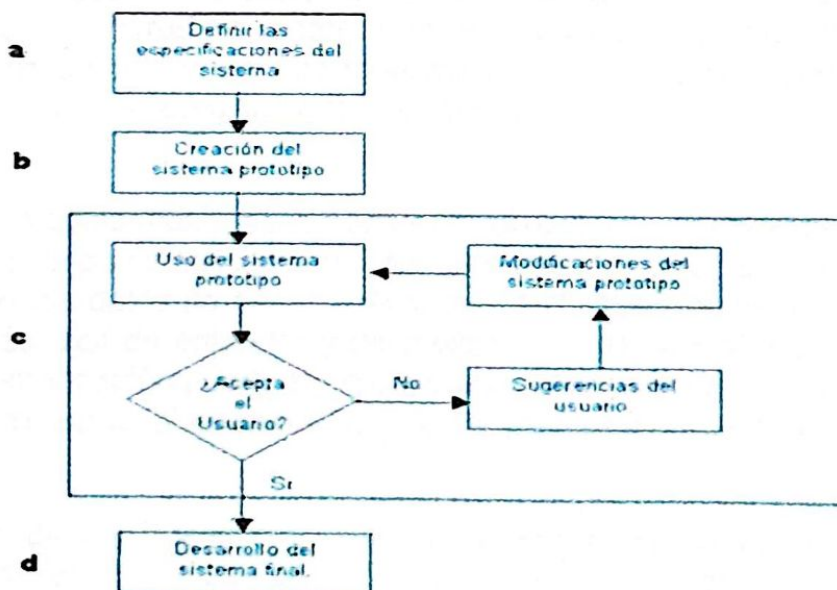 a
Definir las
especificaciones del
sistema
b
Creación del
sistema prototipo
Uso del sistema
prototipo
Modificaciones del
sistema prototipo
c
¿Acepta
el
Usuario?
No
Sugerencias del
usuario.
Si
d
Desarrollo del
sistema final.